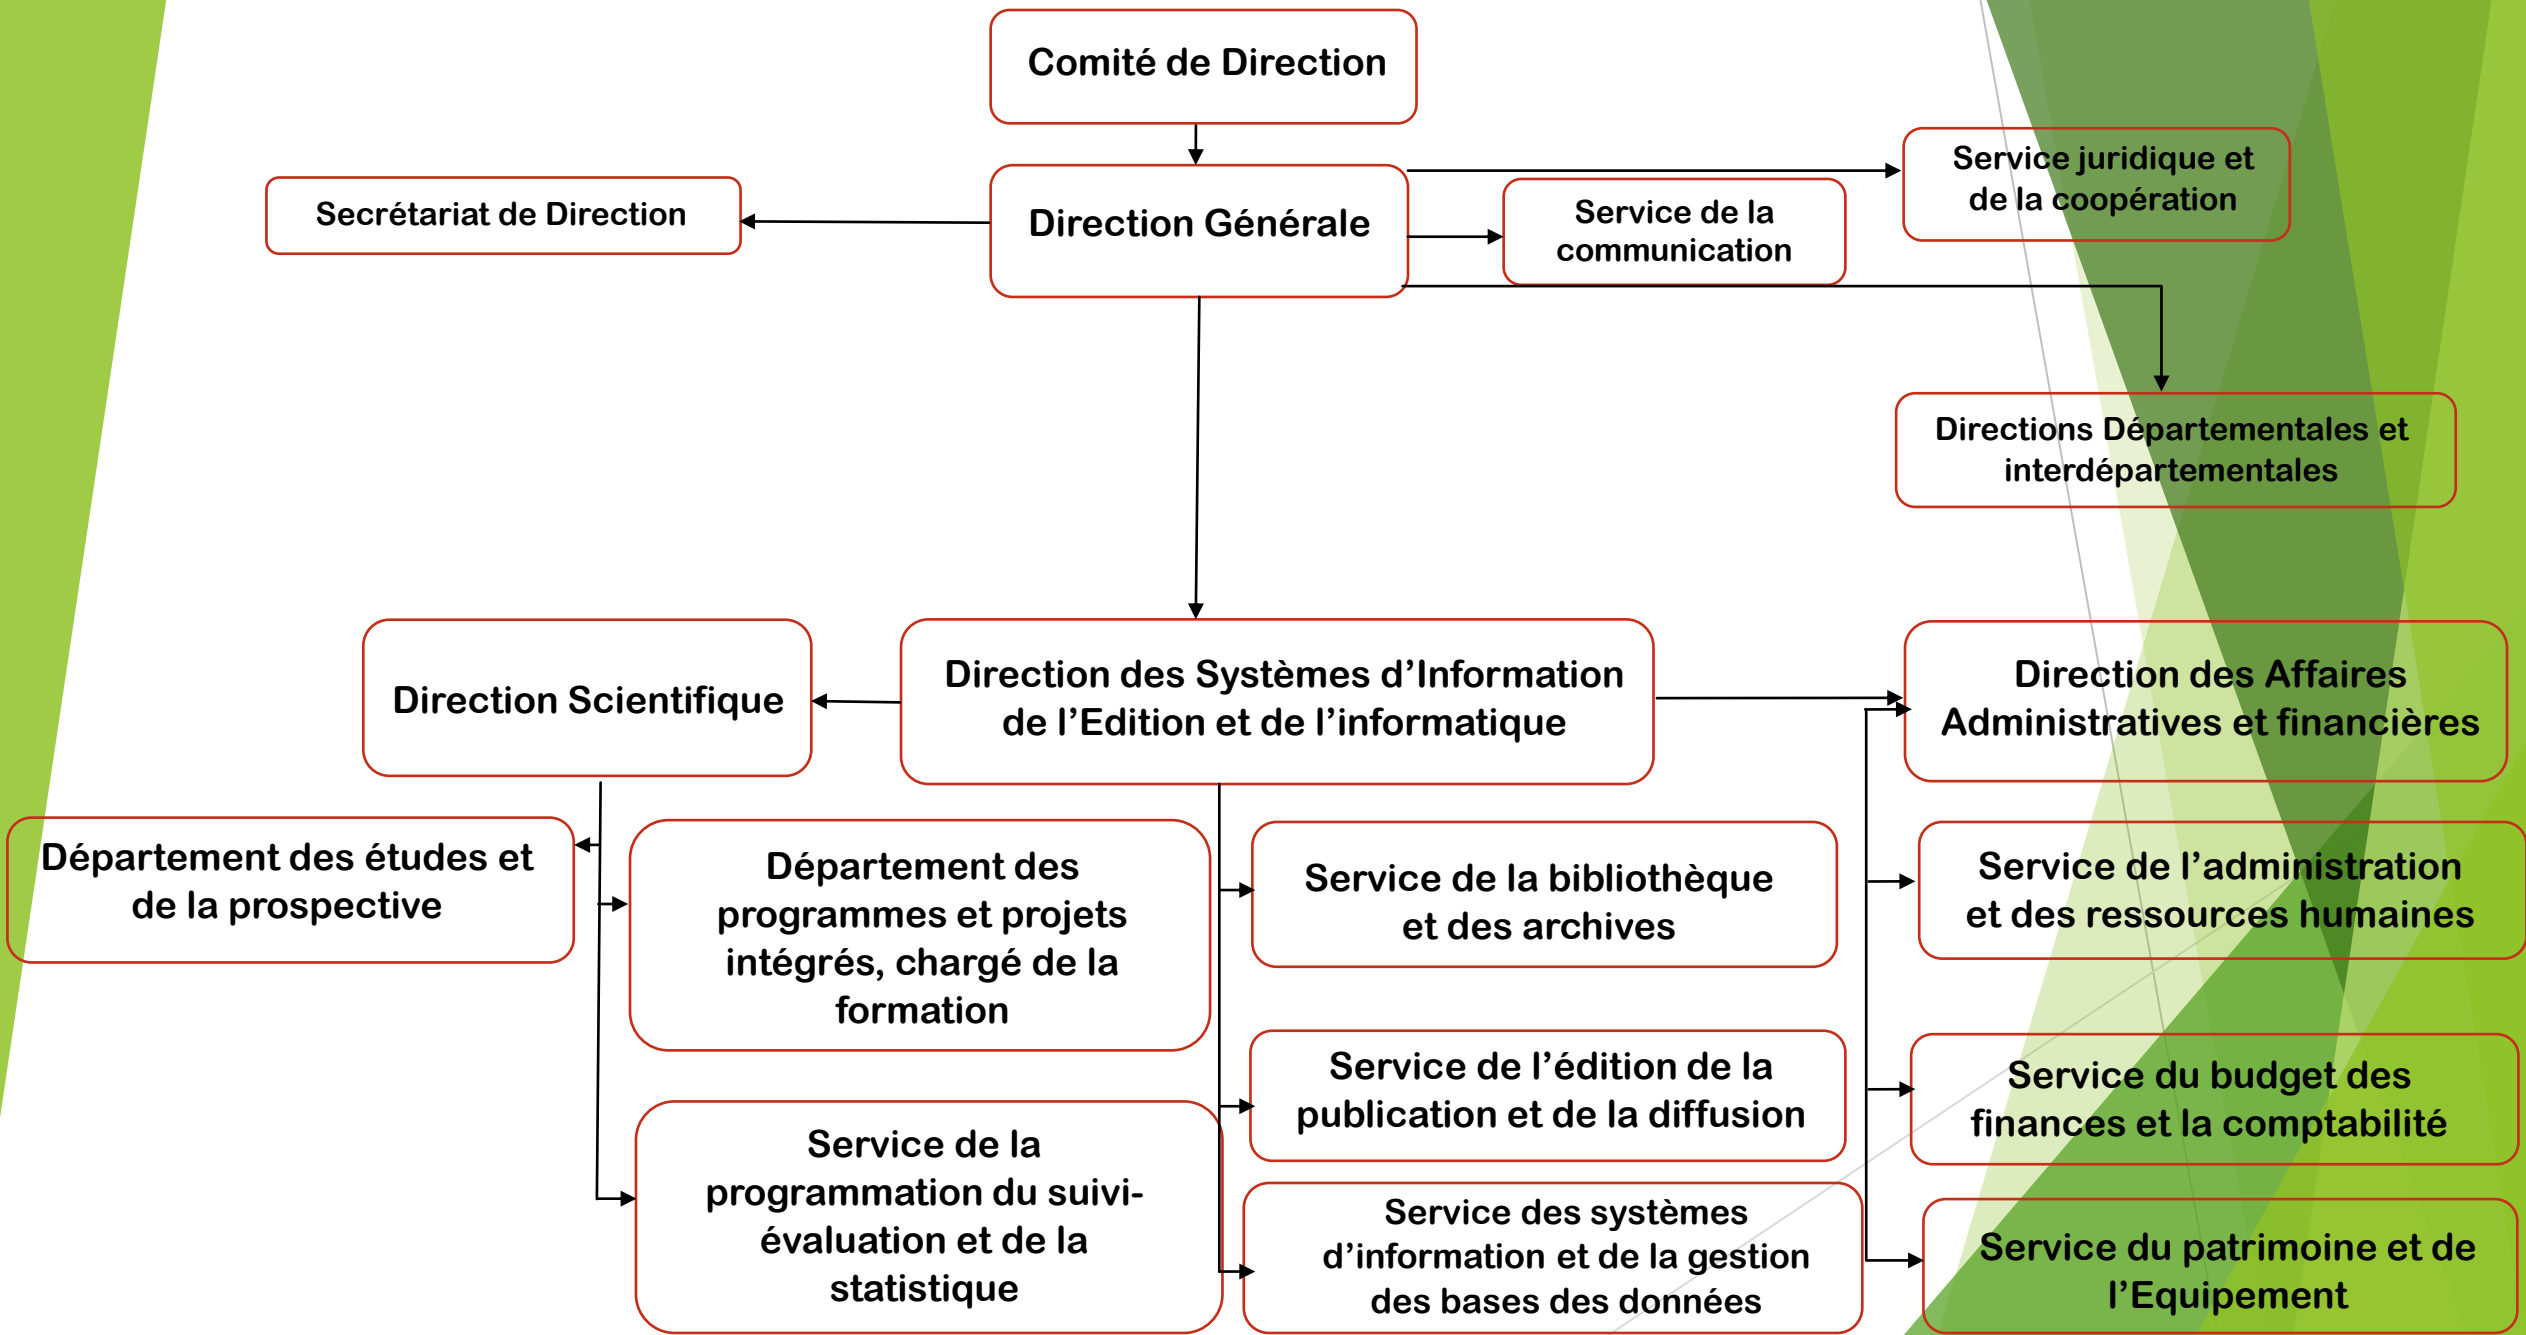 Comité de Direction
Service juridique et
de la coopération
Secrétariat de Direction
Direction Générale
Service de la
communication
Directions Départementales et
interdépartementales
Direction Scientifique
Direction des Systèmes d’Information
de l’Edition et de l’informatique
Direction des Affaires
Administratives et financières
Département des études et
de la prospective
Département des
programmes et projets
intégrés, chargé de la
formation
Service de la bibliothèque
et des archives
Service de l’administration
et des ressources humaines
Service de l’édition de la
publication et de la diffusion
Service du budget des
finances et la comptabilité
Service de la
programmation du suivi-
évaluation et de la
statistique
Service des systèmes
d’information et de la gestion
des bases des données
Service du patrimoine et de
l’Equipement